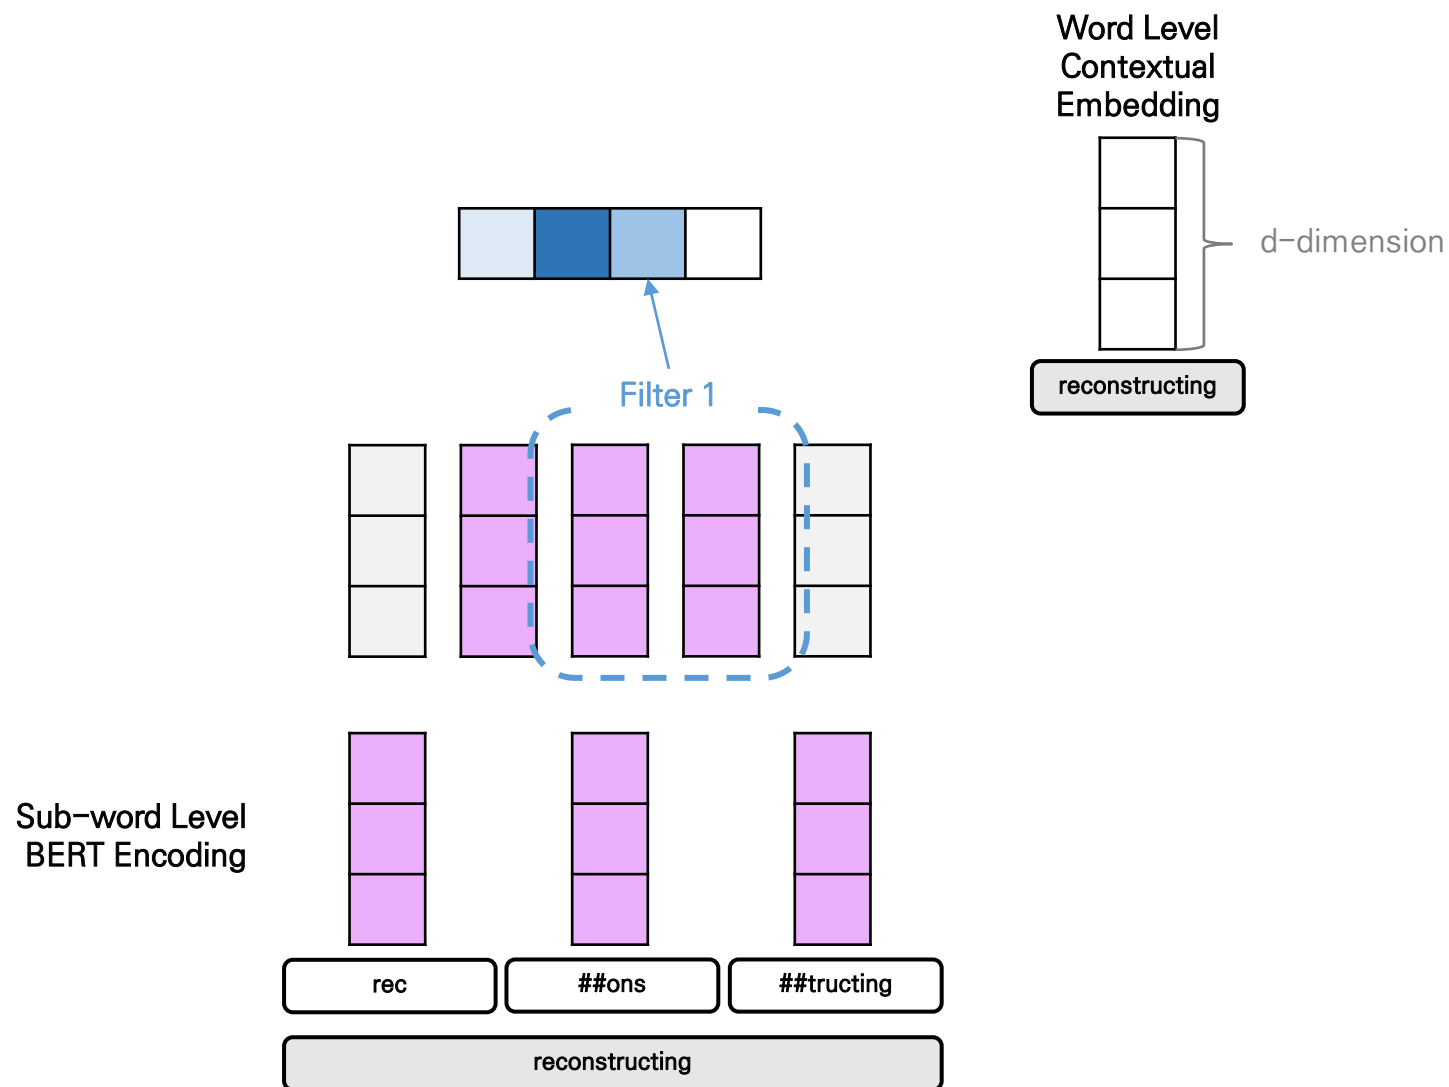 Word Level
Contextual
Embedding
d-dimension
reconstructing
Filter 1
Sub-word Level
BERT Encoding
rec
##ons
##tructing
reconstructing